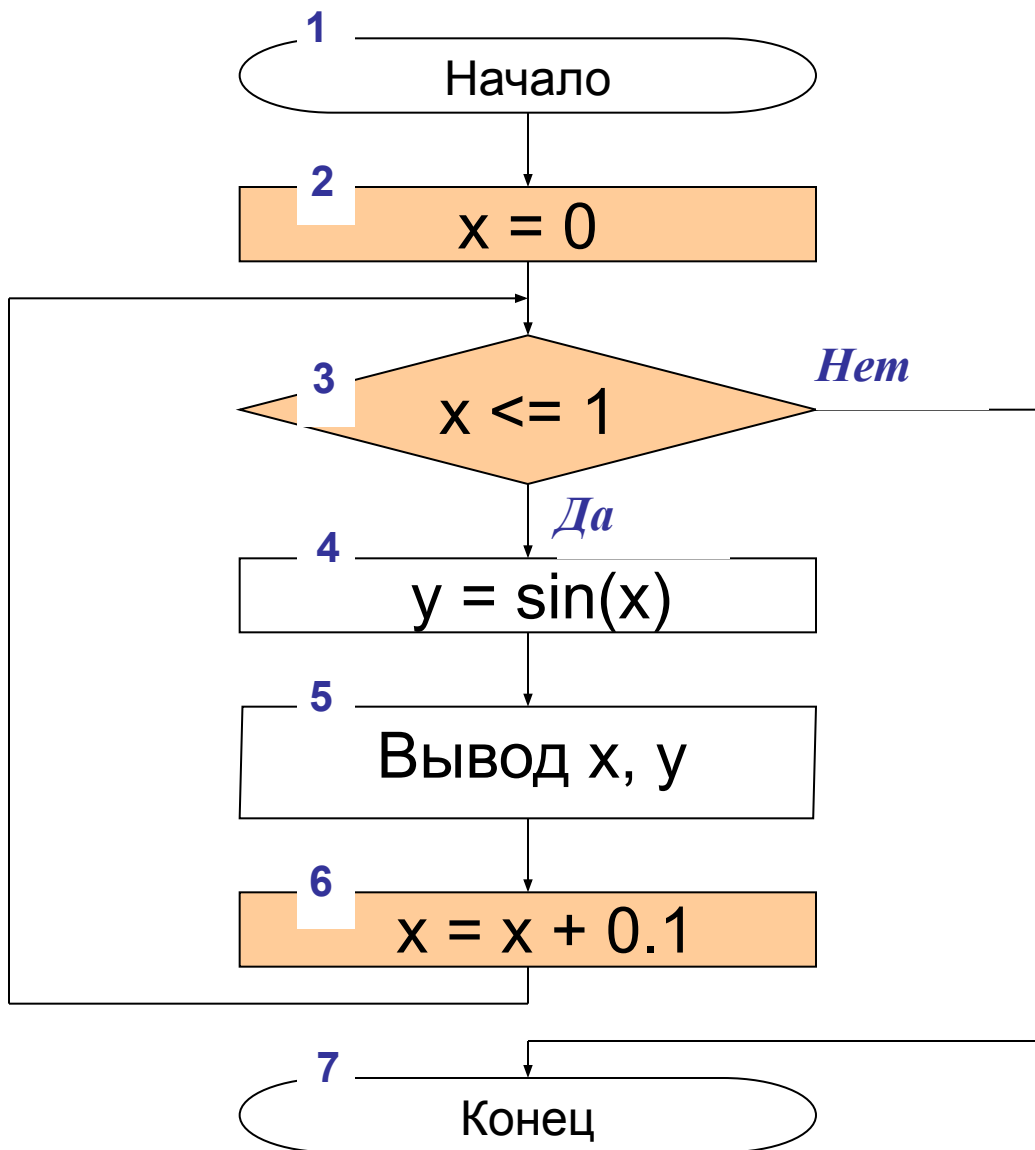 1
Начало
2
x = 0
3
x <= 1
Нет
Да
4
y = sin(x)
5
Вывод x, y
6
x = x + 0.1
7
Конец